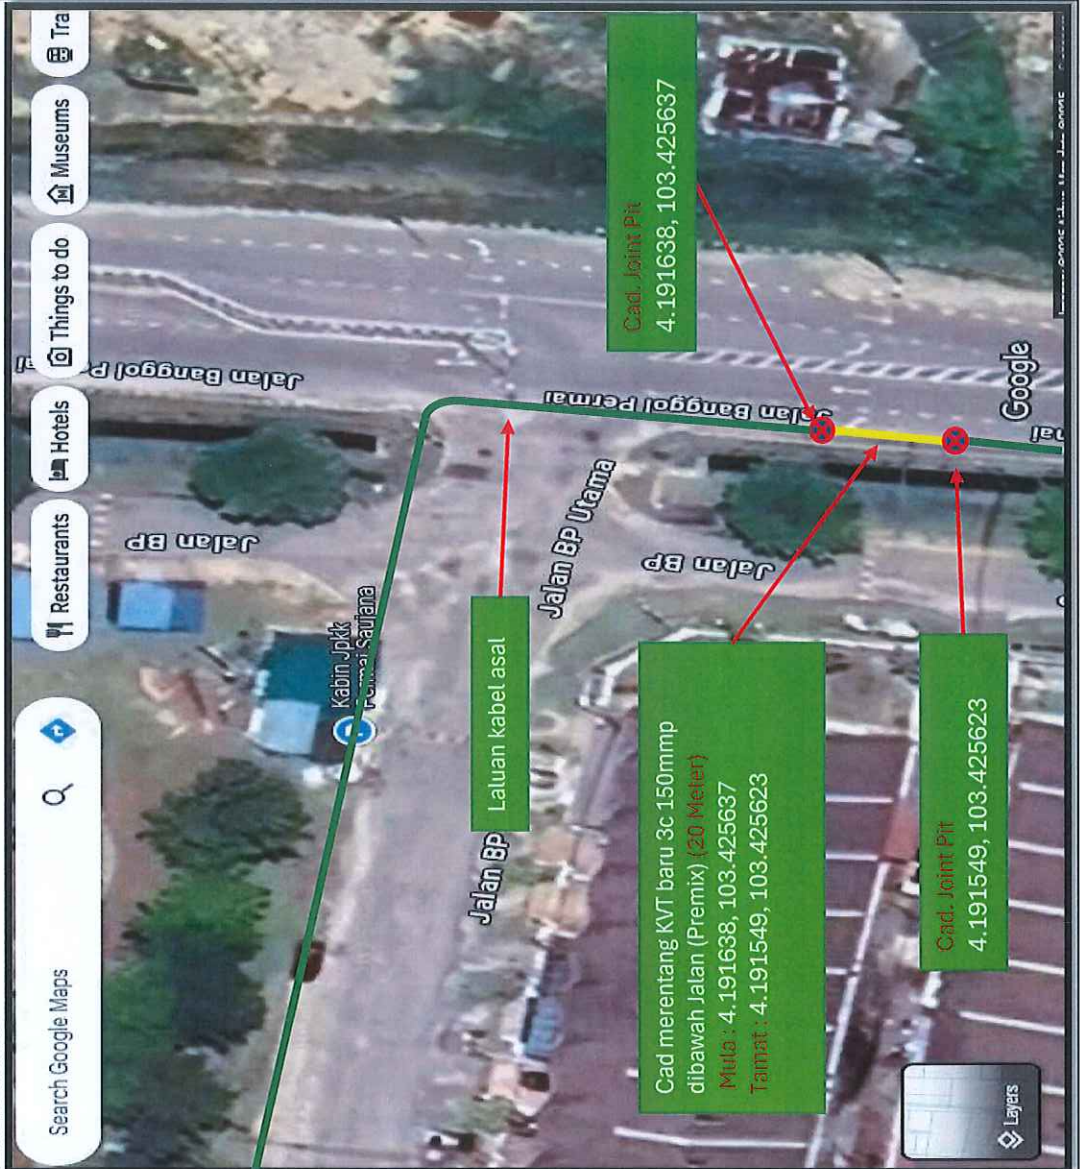 Search Google Maps
Restaurants
Hotels
Things to do
Museums
Tra
Jalan Banggol Permai
Jalan BP
Kabin Jpkk
Permai Saujana
Laluan kabel asal
Jalan BP
Jalan BP Utama
Jalan Banggol Permai
Jalan BP
Cad. Joint Pit
4.191638, 103.425637
Cad merentang KVT baru 3c 150mmp
dibawah Jalan (Premix) (20 Meter)
Mula : 4.191638, 103.425637
Tamat : 4.191549, 103.425623
Cad. Joint Pit
4.191549, 103.425623
Layers
Google